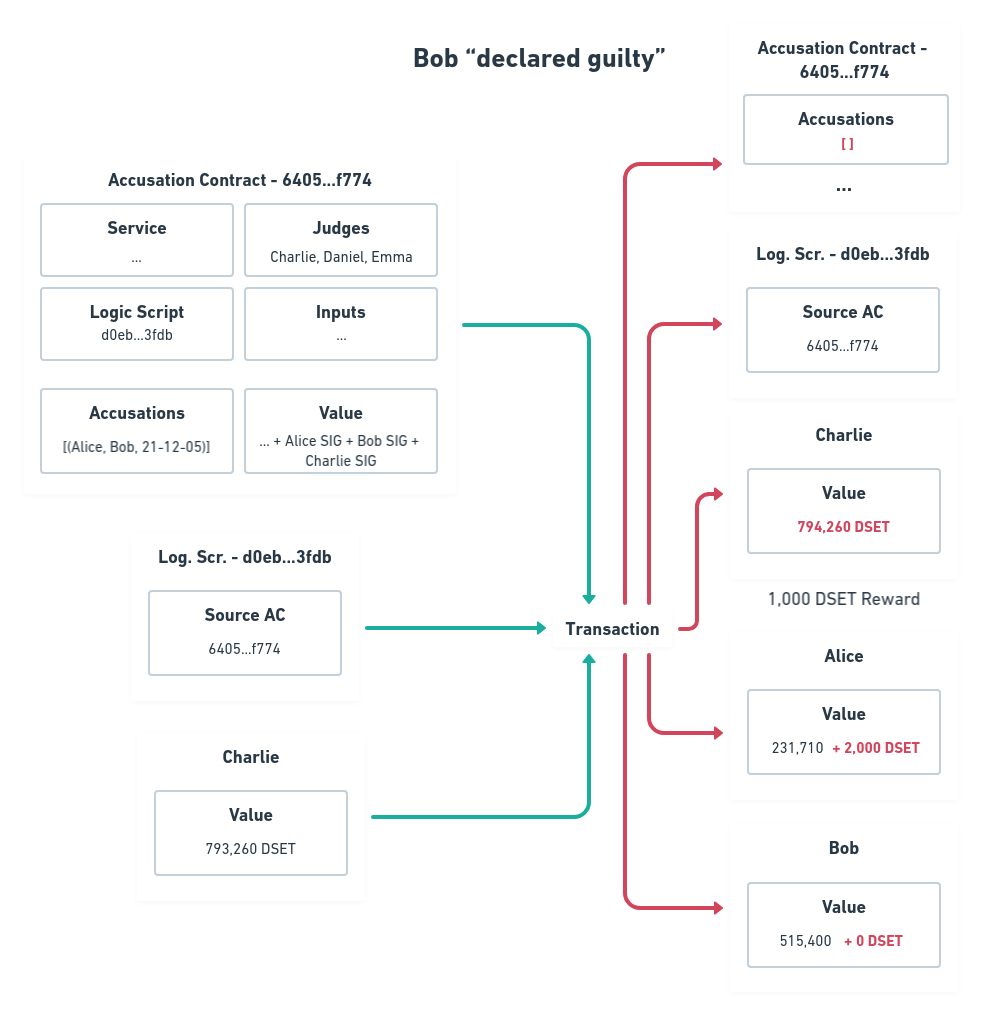 Bob “declared guilty”
Accusation Contract - 6405...f774
Service
...
Judges
Charlie, Daniel, Emma
Logic Script
d0eb...3fdb
Inputs
...
Accusations
[(Alice, Bob, 21-12-05)]
Value
... + Alice SIG + Bob SIG +
Charlie SIG
Log. Scr. - d0eb...3fdb
Source AC
6405...f774
Charlie
Value
793,260 DSET
Transaction
Accusation Contract -
6405...f774
Accusations
[ ]
...
Log. Scr. - d0eb...3fdb
Source AC
6405...f774
Charlie
Value
794,260 DSET
1,000 DSET Reward
Alice
Value
231,710 + 2,000 DSET
Bob
Value
515,400 + 0 DSET